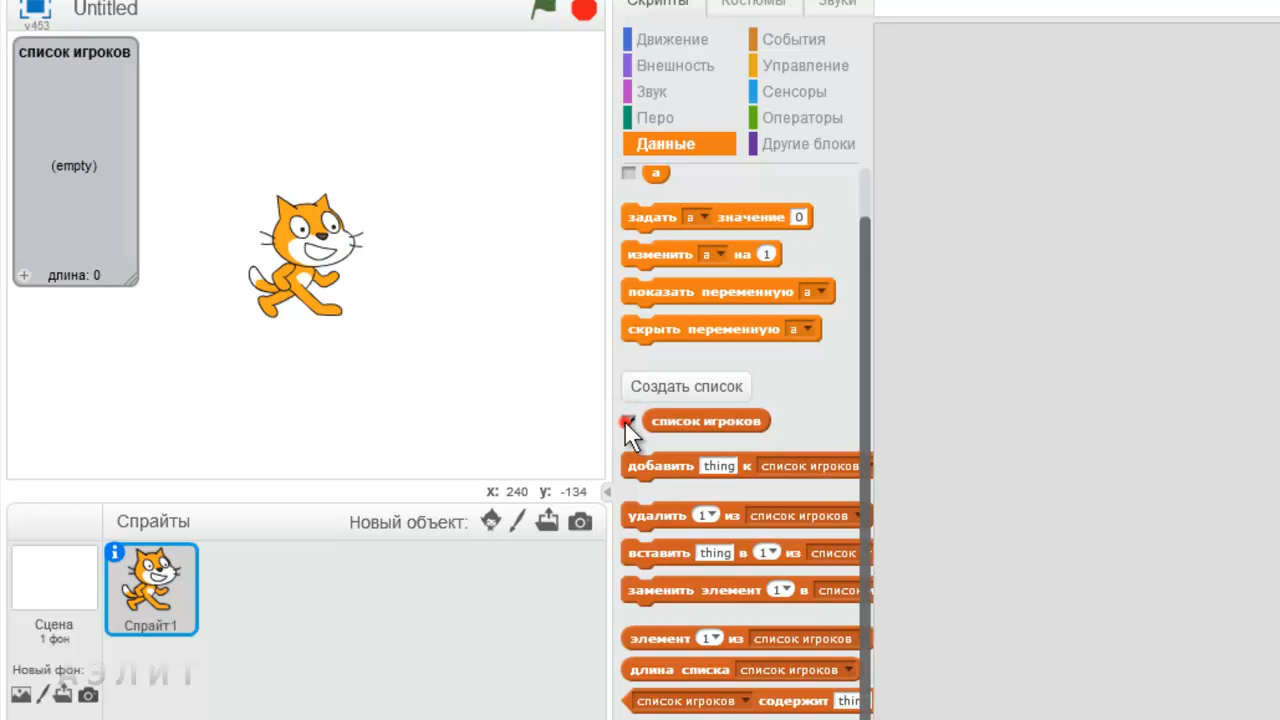 Untitled
v453
список игроков
(empty)
+ длина: 0
x: 240 y: -134
Спрайты
Новый объект:
Спрайт1
Сцена
1 фон
Новый фон:
АЭЛИТ
Скрипты
Костюмы
Звуки
Движение
Внешность
Звук
Перо
Данные
События
Управление
Сенсоры
Операторы
Другие блоки
a
задать a значение 0
изменить a на 1
показать переменную a
скрыть переменную a
Создать список
список игроков
добавить thing к список игроков
удалить 1 из список игроков
вставить thing в 1 из список
заменить элемент 1 в
элемент 1 из список игроков
длина списка список игроков
список игроков содержит